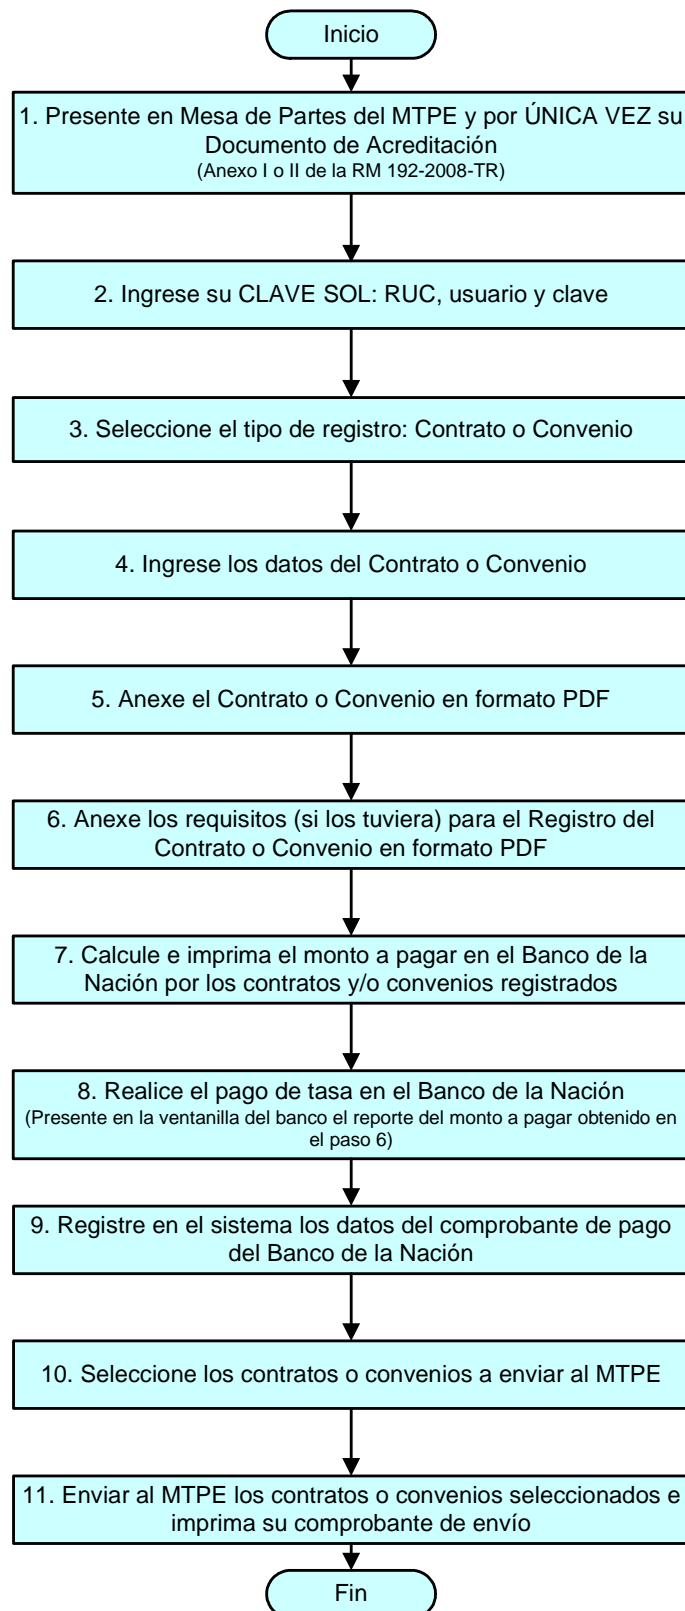 Inicio
1. Presente en Mesa de Partes del MTPE y por ÚNICA VEZ su
Documento de Acreditación
(Anexo I o II de la RM 192-2008-TR)
2. Ingrese su CLAVE SOL: RUC, usuario y clave
3. Seleccione el tipo de registro: Contrato o Convenio
4. Ingrese los datos del Contrato o Convenio
5. Anexe el Contrato o Convenio en formato PDF
6. Anexe los requisitos (si los tuviera) para el Registro del
Contrato o Convenio en formato PDF
7. Calcule e imprima el monto a pagar en el Banco de la
Nación por los contratos y/o convenios registrados
8. Realice el pago de tasa en el Banco de la Nación
(Presente en la ventanilla del banco el reporte del monto a pagar obtenido en
el paso 6)
9. Registre en el sistema los datos del comprobante de pago
del Banco de la Nación
10. Seleccione los contratos o convenios a enviar al MTPE
11. Enviar al MTPE los contratos o convenios seleccionados e
imprima su comprobante de envío
Fin